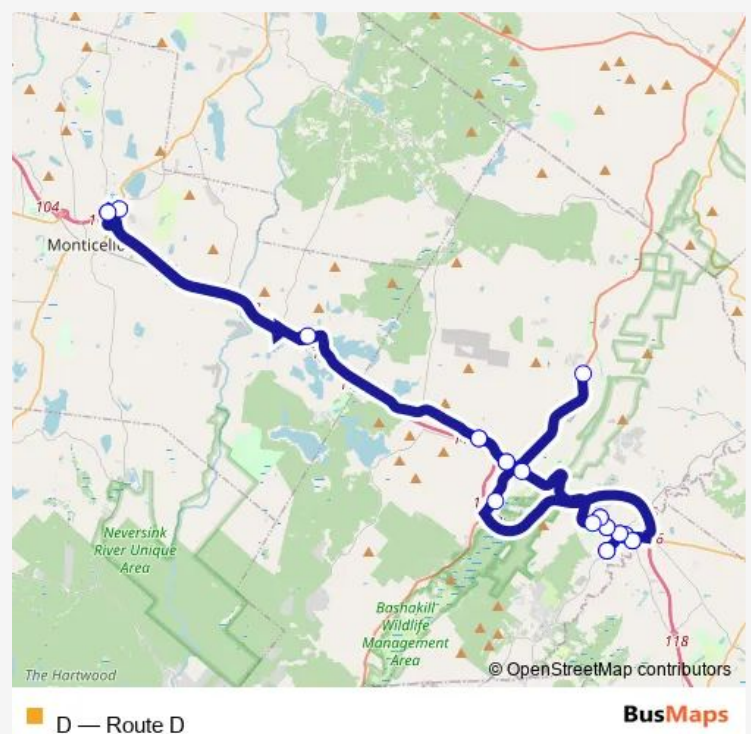 104
Monticello
Neversink
River Unique
Area
Bashakill
Wildlife
Management
Area
118
The Hartwood
© OpenStreetMap contributors
D — Route D
BusMaps